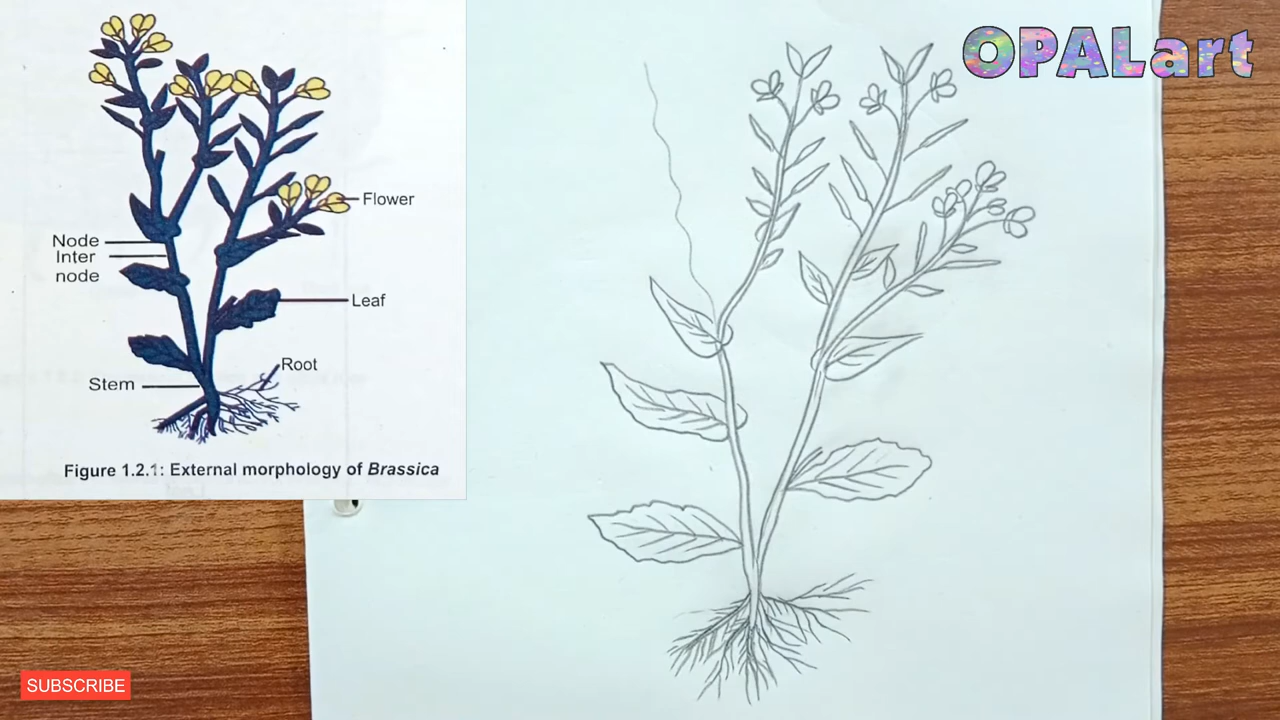 OPALart
Flower
Node
Inter
node
Leaf
Root
Stem
Figure 1.2.1: External morphology of Brassica
SUBSCRIBE